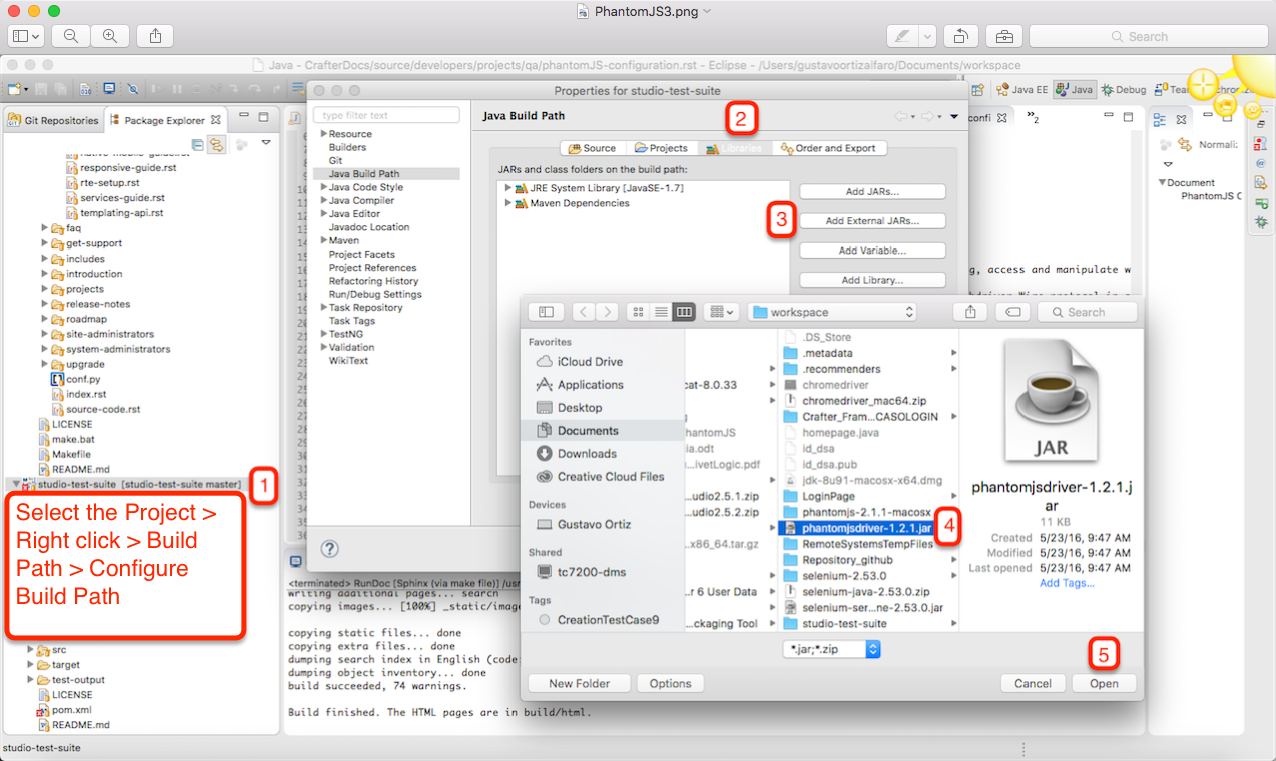 PhantomJS3.png
Search
Java - CrafterDocs/source/developers/projects/qa/phantomJS-configuration.rst - Eclipse - /Users/gustavoortizalfaro/Documents/workspace
Java EE
Java
Debug
Git Repositories
Package Explorer
responsive-guide.rst
rte-setup.rst
services-guide.rst
templating-api.rst
faq
get-support
includes
introduction
projects
release-notes
roadmap
site-administrators
system-administrators
upgrade
conf.py
index.rst
source-code.rst
LICENSE
make.bat
Makefile
README.md
studio-test-suite [studio-test-suite master]
1
Select the Project >
Right click > Build
Path > Configure
Build Path
src
target
test-output
LICENSE
pom.xml
README.md
studio-test-suite
Properties for studio-test-suite
type filter text
Resource
Builders
Git
Java Build Path
Java Code Style
Java Compiler
Java Editor
Javadoc Location
Maven
Project Facets
Project References
Refactoring History
Run/Debug Settings
Task Repository
Task Tags
TestNG
Validation
WikiText
Java Build Path
2
Source
Projects
Libraries
Order and Export
JARs and class folders on the build path:
JRE System Library [JavaSE-1.7]
Maven Dependencies
Add JARs...
3
Add External JARs...
Add Variable...
Add Library...
workspace
Search
Favorites
iCloud Drive
Applications
Desktop
Documents
Downloads
Creative Cloud Files
Devices
Gustavo Ortiz
Shared
tc7200-dms
Tags
CreationTestCase9
cat-8.0.33
hantomJS
ia.odt
...ivetLogic.pdf
...udio2.5.1.zip
...udio2.5.2.zip
...x86_64.tar.gz
...r 6 User Data
...ckaging Tool
.DS_Store
.metadata
.recommenders
chromedriver
chromedriver_mac64.zip
Crafter_Fram...CASOLOGIN
homepage.java
id_dsa
id_dsa.pub
jdk-8u91-macosx-x64.dmg
LoginPage
phantomjs-2.1.1-macosx
phantomjsdriver-1.2.1.jar
4
RemoteSystemsTempFiles
Repository_github
selenium-2.53.0
selenium-java-2.53.0.zip
selenium-ser...ne-2.53.0.jar
studio-test-suite
JAR
phantomjsdriver-1.2.1.j
ar
11 KB
Created 5/23/16, 9:47 AM
Modified 5/23/16, 9:47 AM
Last opened 5/23/16, 9:47 AM
Add Tags...
*.jar;*.zip
5
New Folder
Options
Cancel
Open
<terminated> RunDoc [Sphinx (via make file)] /usr
writing additional pages... search
copying images... [100%] _static/image
copying static files... done
copying extra files... done
dumping search index in English (code:
dumping object inventory... done
build succeeded, 74 warnings.
Build finished. The HTML pages are in build/html.
confi
Normali:
Document
PhantomJS C
g, access and manipulate w